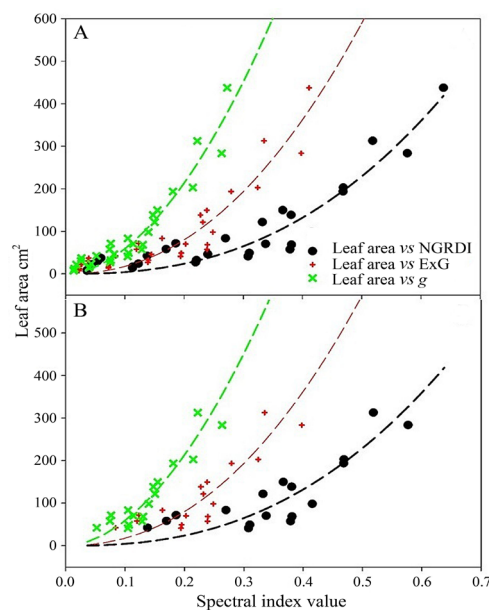 A
600
500
400
300
200
100
0
Leaf area vs NGRDI
Leaf area vs ExG
Leaf area vs g
Leaf area cm²
B
500
400
300
200
100
0
0.0 0.1 0.2 0.3 0.4 0.5 0.6 0.7
Spectral index value